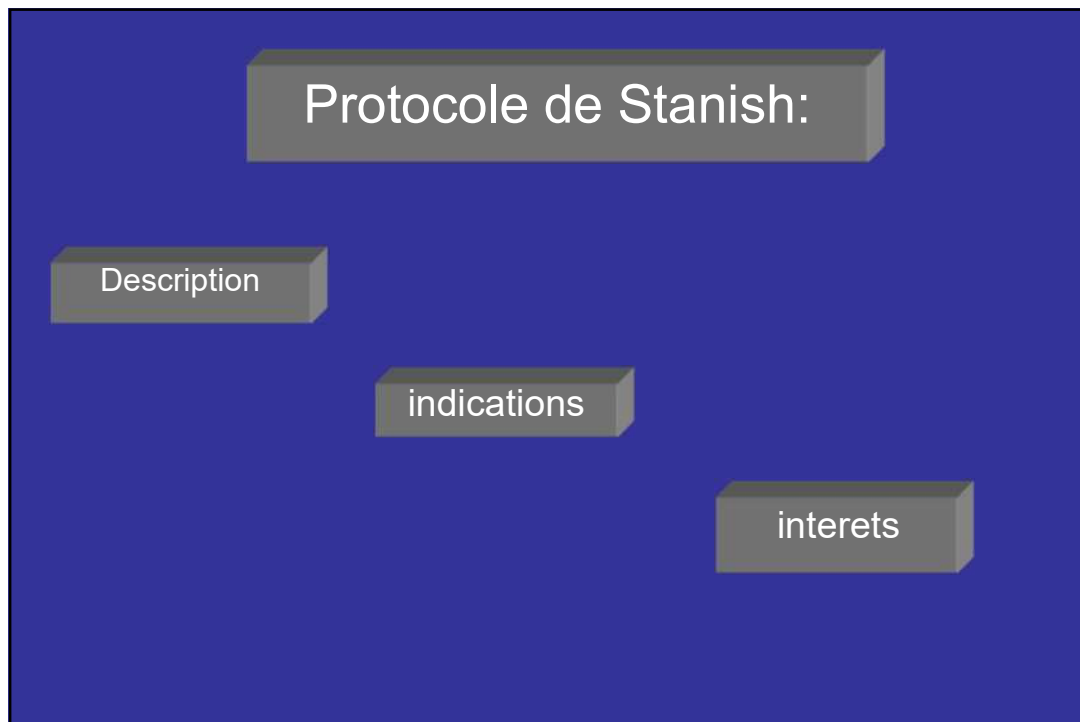 Protocole de Stanish:
Description
indications
interets